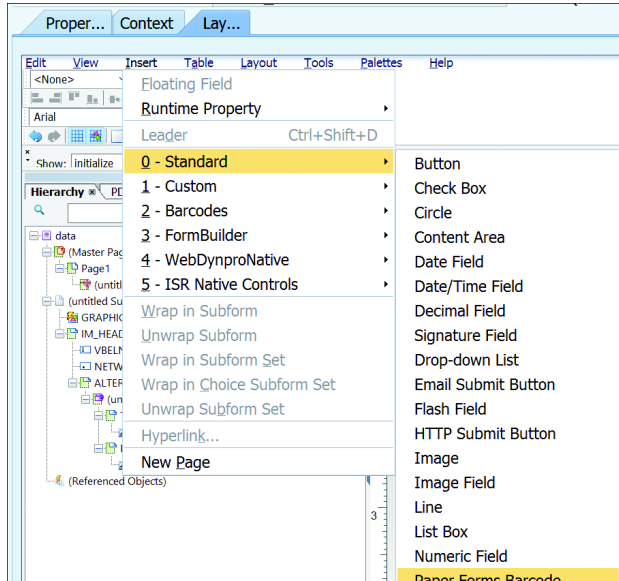 Proper...
Context
Lay...
Edit View Insert Table Layout Tools Palettes Help
<None>
Arial
Show: initialize
Hierarchy
data
(Master Pag
Page1
(untitl
(untitled Su
GRAPHIC
IM_HEAD
VBELN
NETW
ALTER
(un
(Referenced Objects)
Floating Field
Runtime Property
Leader Ctrl+Shift+D
0 - Standard
1 - Custom
2 - Barcodes
3 - FormBuilder
4 - WebDynproNative
5 - ISR Native Controls
Wrap in Subform
Unwrap Subform
Wrap in Subform Set
Wrap in Choice Subform Set
Unwrap Subform Set
Hyperlink...
New Page
Button
Check Box
Circle
Content Area
Date Field
Date/Time Field
Decimal Field
Signature Field
Drop-down List
Email Submit Button
Flash Field
HTTP Submit Button
Image
Image Field
Line
List Box
Numeric Field
Paper Forms Barcode
3